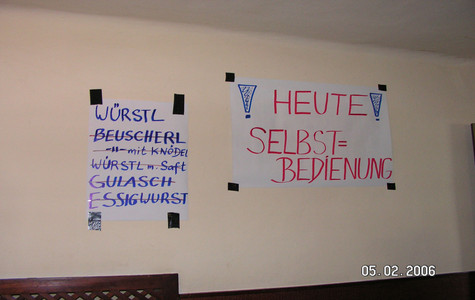 WÜRSTL
BEUSCHERL
-"- mit KNÖDEL
WÜRSTL m. Saft
GULASCH
ESSIGWURST
! HEUTE !
SELBST=
BEDIENUNG
05.02.2006